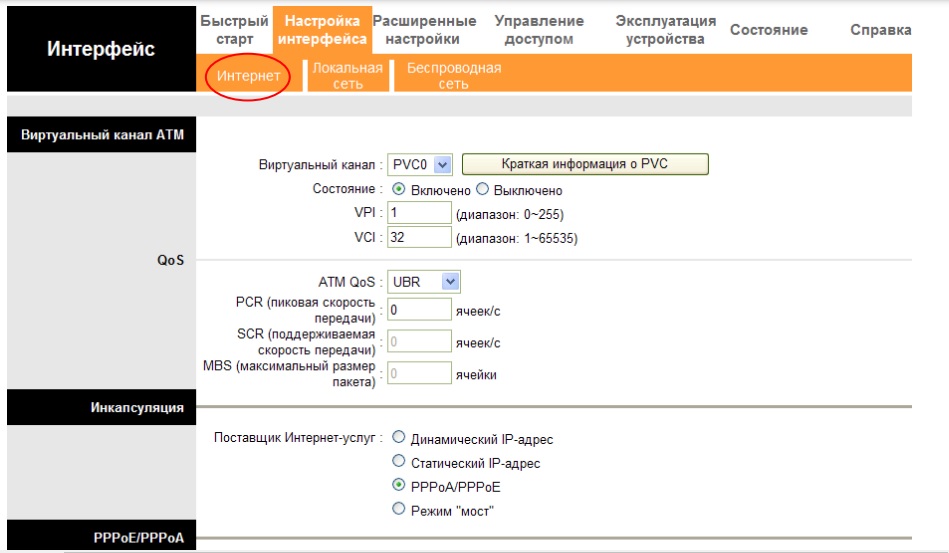 Интерфейс
Быстрый старт
Настройка интерфейса
Расширенные настройки
Управление доступом
Эксплуатация устройства
Состояние
Справка
Интернет
Локальная сеть
Беспроводная сеть
Виртуальный канал ATM
Виртуальный канал : PVC0 Краткая информация о PVC
Состояние : Включено Выключено
VPI : 1 (диапазон: 0~255)
VCI : 32 (диапазон: 1~65535)
QoS
ATM QoS : UBR
PCR (пиковая скорость
передачи) : 0 ячеек/с
SCR (поддерживаемая
скорость передачи) : 0 ячеек/с
MBS (максимальный размер
пакета) : 0 ячейки
Инкапсуляция
Поставщик Интернет-услуг : Динамический IP-адрес
Статический IP-адрес
PPPoA/PPPoE
Режим "мост"
PPPoE/PPPoA